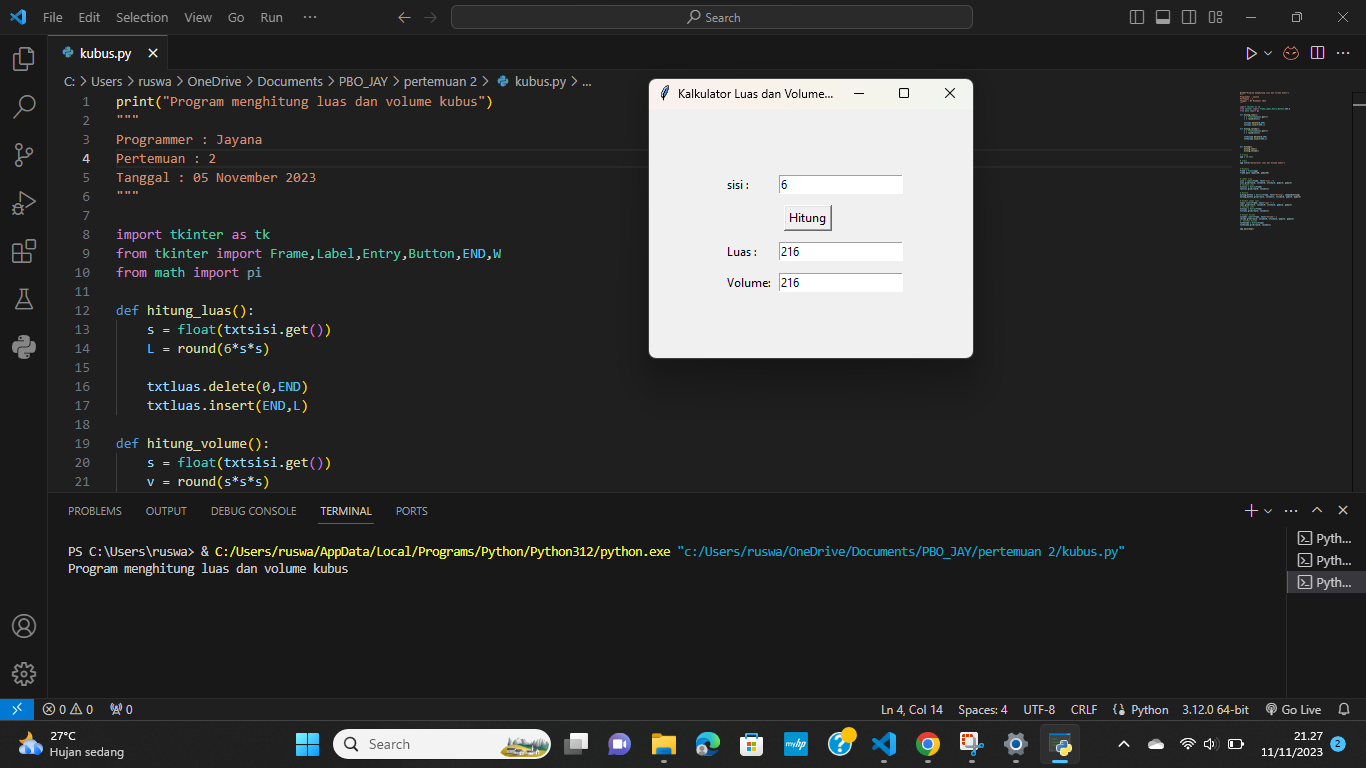 File Edit Selection View Go Run ··· Search
kubus.py
C: > Users > ruswa > OneDrive > Documents > PBO_JAY > pertemuan 2 > kubus.py > ...
1 print("Program menghitung luas dan volume kubus")
2 """
3 Programmer : Jayana
4 Pertemuan : 2
5 Tanggal : 05 November 2023
6 """
7
8 import tkinter as tk
9 from tkinter import Frame,Label,Entry,Button,END,W
10 from math import pi
11
12 def hitung_luas():
13 s = float(txtsisi.get())
14 L = round(6*s*s)
15
16 txtluas.delete(0,END)
17 txtluas.insert(END,L)
18
19 def hitung_volume():
20 s = float(txtsisi.get())
21 v = round(s*s*s)
Kalkulator Luas dan Volume...
sisi : 6
Hitung
Luas : 216
Volume: 216
PROBLEMS OUTPUT DEBUG CONSOLE TERMINAL PORTS
PS C:\Users\ruswa> & C:/Users/ruswa/AppData/Local/Programs/Python/Python312/python.exe "c:/Users/ruswa/OneDrive/Documents/PBO_JAY/pertemuan 2/kubus.py"
Program menghitung luas dan volume kubus
Pyth...
Pyth...
Pyth...
0 0 0 Ln 4, Col 14 Spaces: 4 UTF-8 CRLF Python 3.12.0 64-bit Go Live
27°C
Hujan sedang
Search
myhp
21.27
11/11/2023
2